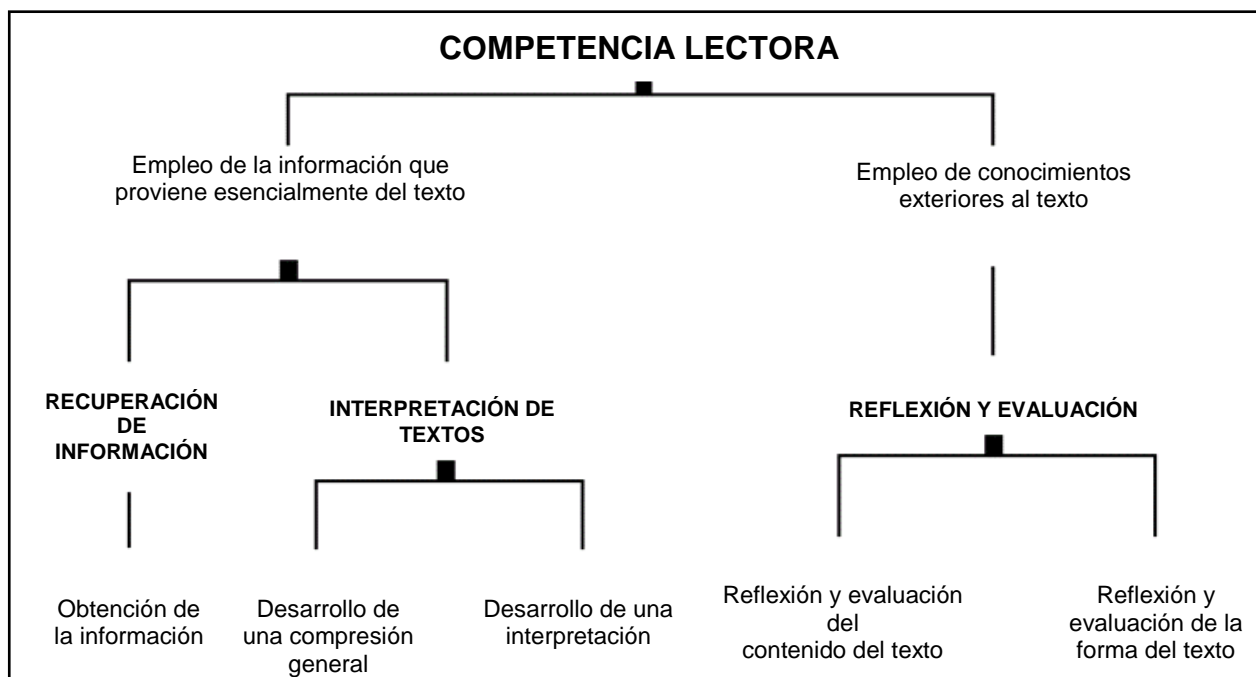 COMPETENCIA LECTORA
Empleo de la información que
proviene esencialmente del texto
Empleo de conocimientos
exteriores al texto
RECUPERACIÓN
DE
INFORMACIÓN
INTERPRETACIÓN DE
TEXTOS
REFLEXIÓN Y EVALUACIÓN
Obtención de
la información
Desarrollo de
una compresión
general
Desarrollo de una
interpretación
Reflexión y evaluación
del
contenido del texto
Reflexión y
evaluación de la
forma del texto